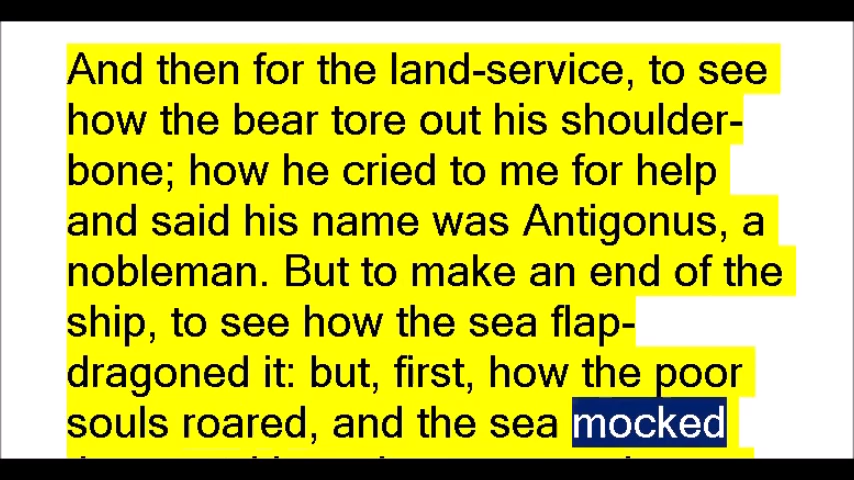 And then for the land-service, to see
how the bear tore out his shoulder-
bone; how he cried to me for help
and said his name was Antigonus, a
nobleman. But to make an end of the
ship, to see how the sea flap-
dragoned it: but, first, how the poor
souls roared, and the sea mocked